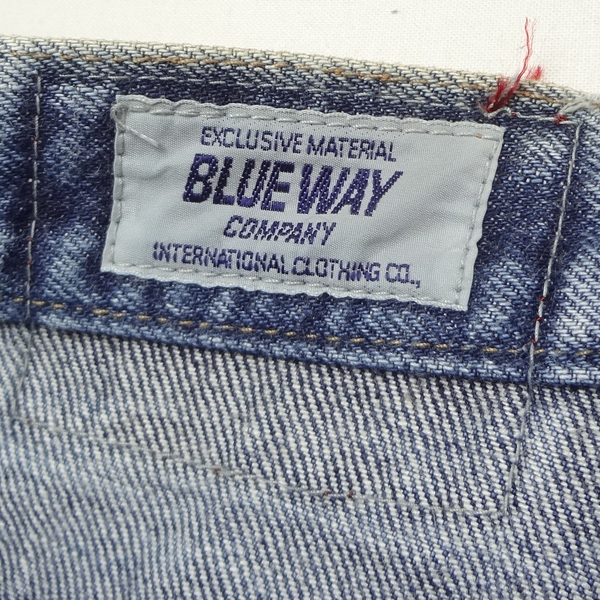 EXCLUSIVE MATERIAL
BLUE WAY
COMPANY
INTERNATIONAL CLOTHING CO.,